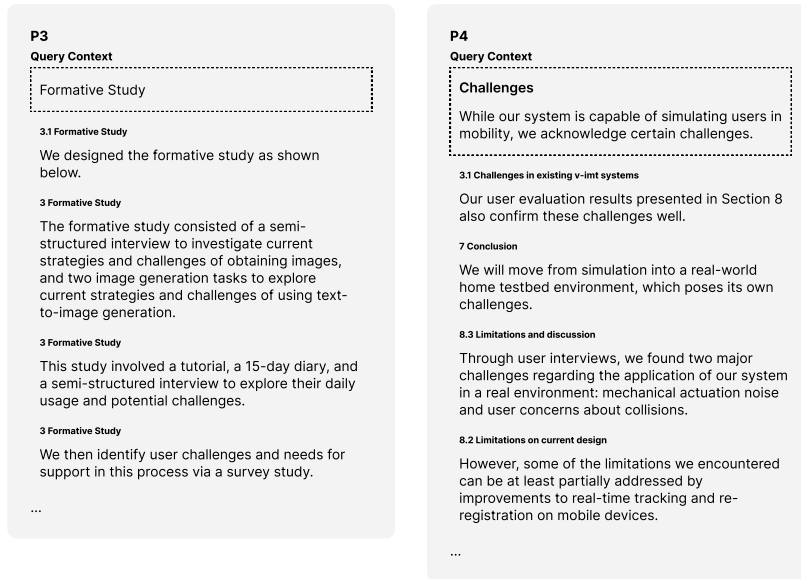 P3
Query Context
Formative Study
3.1 Formative Study
We designed the formative study as shown
below.
3 Formative Study
The formative study consisted of a semi-
structured interview to investigate current
strategies and challenges of obtaining images,
and two image generation tasks to explore
current strategies and challenges of using text-
to-image generation.
3 Formative Study
This study involved a tutorial, a 15-day diary, and
a semi-structured interview to explore their daily
usage and potential challenges.
3 Formative Study
We then identify user challenges and needs for
support in this process via a survey study.
...
P4
Query Context
Challenges
While our system is capable of simulating users in
mobility, we acknowledge certain challenges.
3.1 Challenges in existing v-imt systems
Our user evaluation results presented in Section 8
also confirm these challenges well.
7 Conclusion
We will move from simulation into a real-world
home testbed environment, which poses its own
challenges.
8.3 Limitations and discussion
Through user interviews, we found two major
challenges regarding the application of our system
in a real environment: mechanical actuation noise
and user concerns about collisions.
8.2 Limitations on current design
However, some of the limitations we encountered
can be at least partially addressed by
improvements to real-time tracking and re-
registration on mobile devices.
...